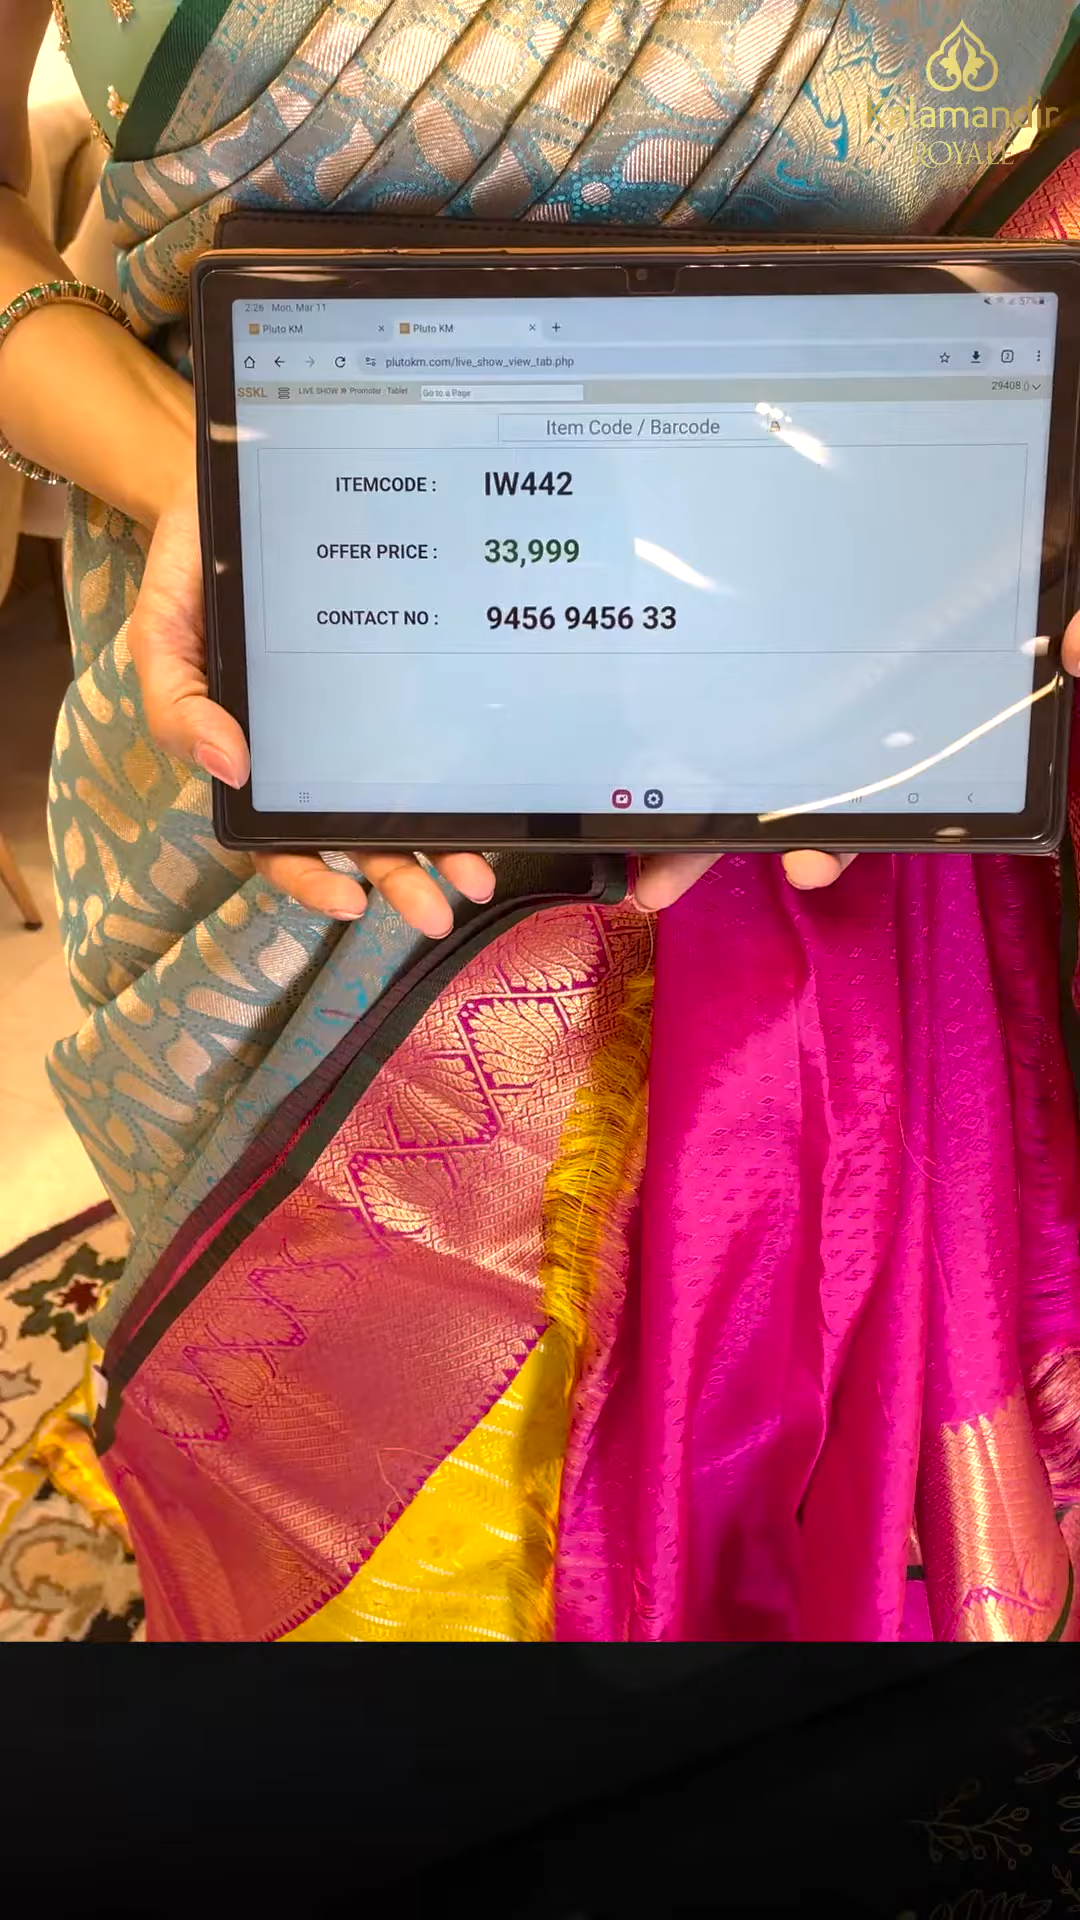 Kalamandir
ROYALE
2:26 Mon, Mar 11
57%
Pluto KM
Pluto KM
plutokm.com/live_show_view_tab.php
2
SSKL
LIVE SHOW » Promoter - Tablet
Go to a Page
29408 ()
Item Code / Barcode
ITEMCODE : IW442
OFFER PRICE : 33,999
CONTACT NO : 9456 9456 33